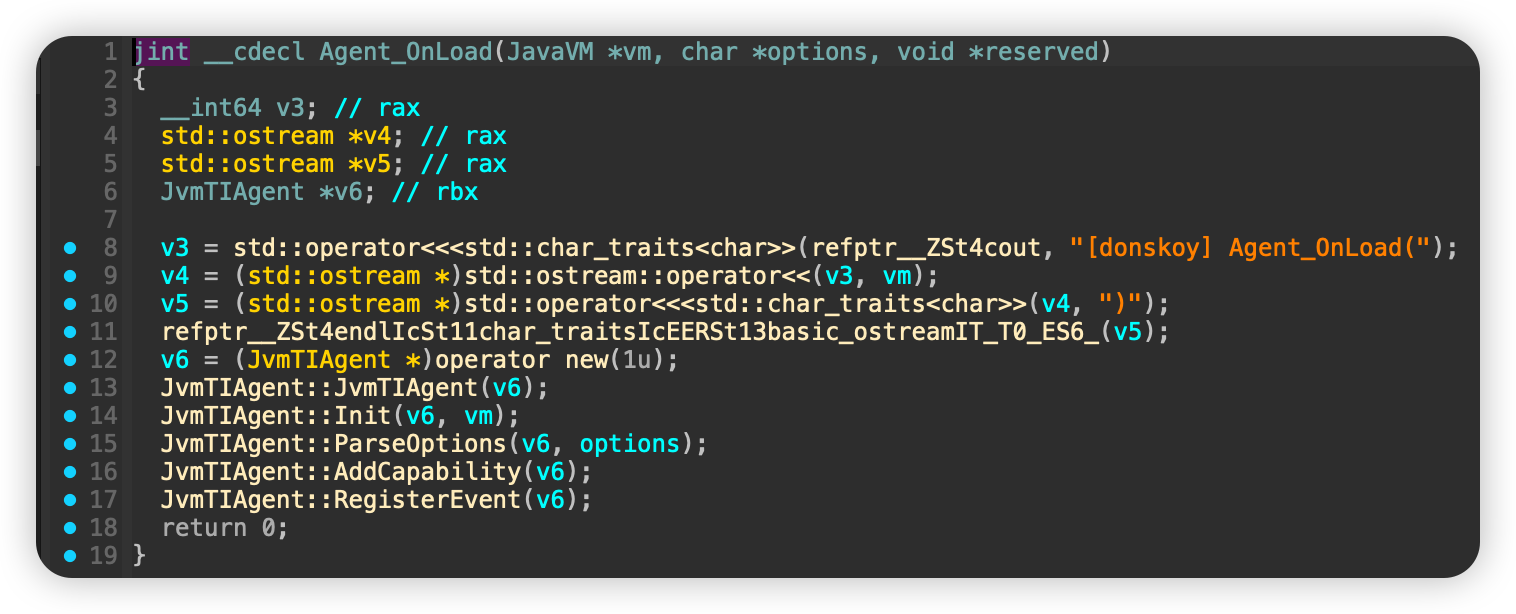 1 jint __cdecl Agent_OnLoad(JavaVM *vm, char *options, void *reserved)
2 {
3   __int64 v3; // rax
4   std::ostream *v4; // rax
5   std::ostream *v5; // rax
6   JvmTIAgent *v6; // rbx
7
8   v3 = std::operator<<<std::char_traits<char>>(refptr__ZSt4cout, "[donskoy] Agent_OnLoad(");
9   v4 = (std::ostream *)std::ostream::operator<<(v3, vm);
10   v5 = (std::ostream *)std::operator<<<std::char_traits<char>>(v4, ")");
11   refptr__ZSt4endlIcSt11char_traitsIcEERSt13basic_ostreamIT_T0_ES6_(v5);
12   v6 = (JvmTIAgent *)operator new(1u);
13   JvmTIAgent::JvmTIAgent(v6);
14   JvmTIAgent::Init(v6, vm);
15   JvmTIAgent::ParseOptions(v6, options);
16   JvmTIAgent::AddCapability(v6);
17   JvmTIAgent::RegisterEvent(v6);
18   return 0;
19 }